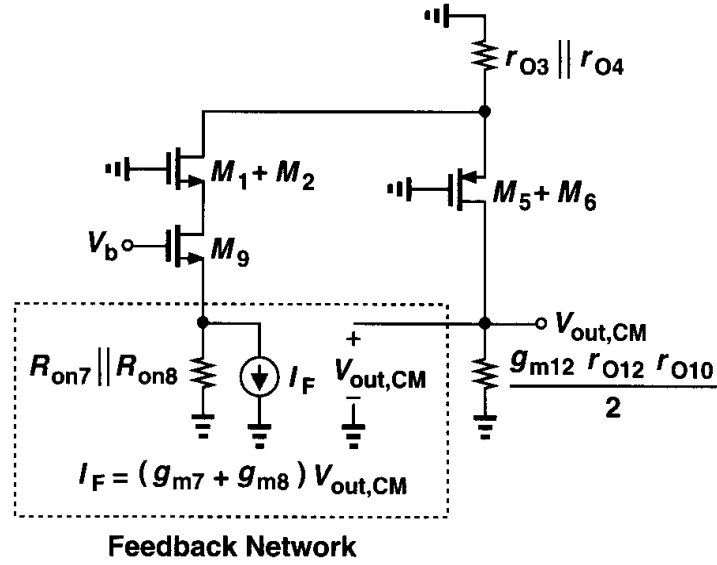 r_O3 || r_O4
M_1 + M_2
M_5 + M_6
V_b
M_9
V_out,CM
R_on7 || R_on8
I_F
+
V_out,CM
−
g_m12 r_O12 r_O10
2
I_F = (g_m7 + g_m8) V_out,CM
Feedback Network